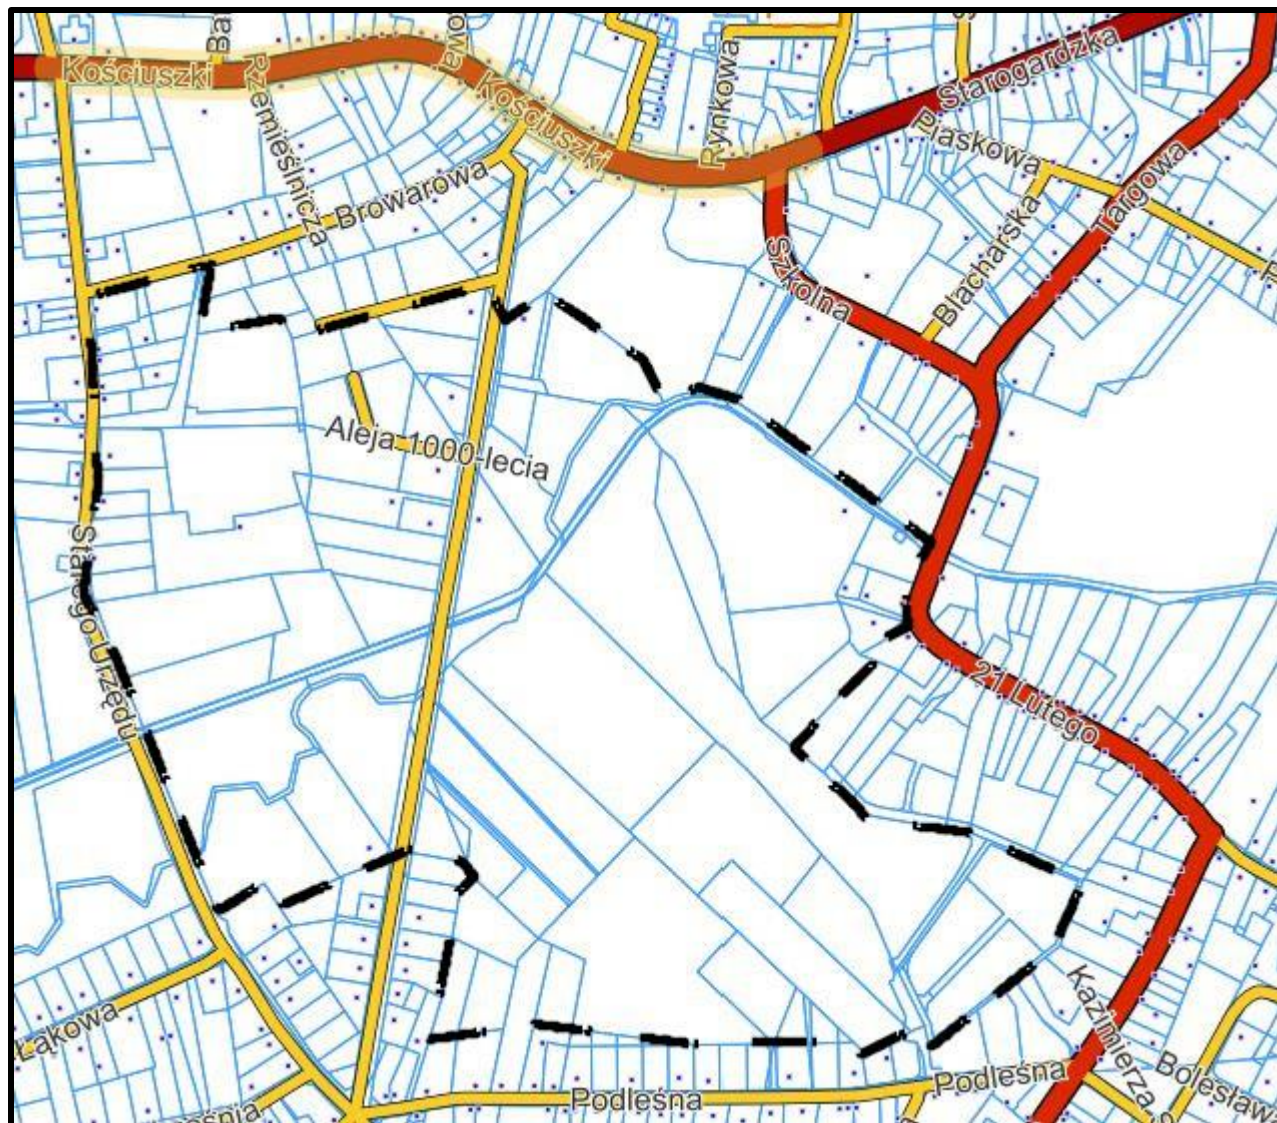 Kościuszki
Rzemieślnicza
Kościuszki
Rynkowa
Starogardzka
Piaskowa
Targowa
Browarowa
Szkolna
Blacharska
Aleja 1000-lecia
Starego Urzędu
21 Lutego
Łąkowa
Kazimierza
Podleśna
Podleśna
Bolesław